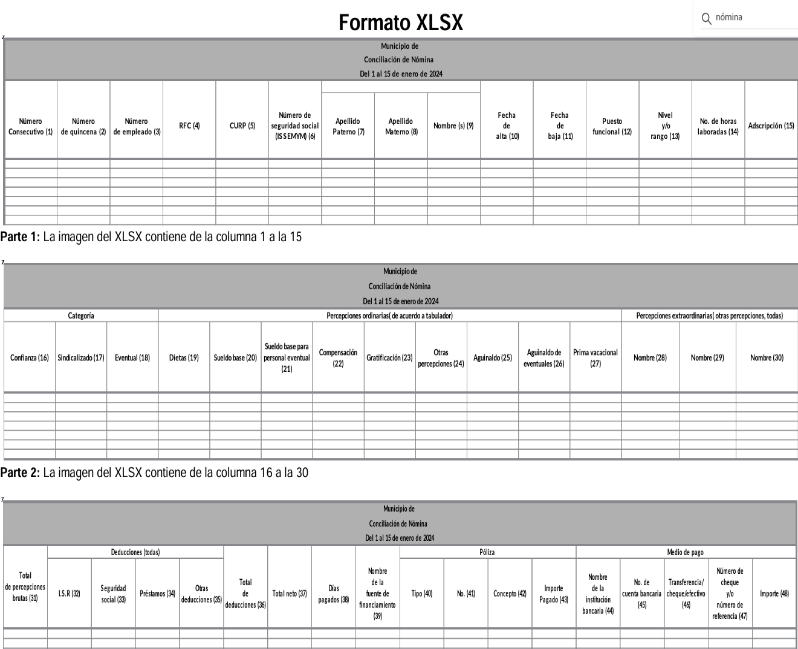 Formato XLSX
nómina
Municipio de
Conciliación de Nómina
Del 1 al 15 de enero de 2024
Número
Consecutivo (1)
Número
de quincena (2)
Número
de empleado (3)
RFC (4)
CURP (5)
Número de
seguridad social
(ISSEMYM) (6)
Apellido
Paterno (7)
Apellido
Materno (8)
Nombre (s) (9)
Fecha
de
alta (10)
Fecha
de
baja (11)
Puesto
funcional (12)
Nivel
y/o
rango (13)
No. de horas
laboradas (14)
Adscripción (15)
Parte 1: La imagen del XLSX contiene de la columna 1 a la 15
Municipio de
Conciliación de Nómina
Del 1 al 15 de enero de 2024
Categoría
Percepciones ordinarias( de acuerdo a tabulador)
Percepciones extraordinarias( otras percepciones, todas)
Confianza (16)
Sindicalizado (17)
Eventual (18)
Dietas (19)
Sueldo base (20)
Sueldo base para
personal eventual
(21)
Compensación
(22)
Gratificación (23)
Otras
percepciones (24)
Aguinaldo (25)
Aguinaldo de
eventuales (26)
Prima vacacional
(27)
Nombre (28)
Nombre (29)
Nombre (30)
Parte 2: La imagen del XLSX contiene de la columna 16 a la 30
Municipio de
Conciliación de Nómina
Del 1 al 15 de enero de 2024
Total
de percepciones
brutas (31)
Deducciones (todas)
I.S.R (32)
Seguridad
social (33)
Préstamos (34)
Otras
deducciones (35)
Total
de
deducciones (36)
Total neto (37)
Días
pagados (38)
Nombre
de la
fuente de
financiamiento
(39)
Póliza
Tipo (40)
No. (41)
Concepto (42)
Importe
Pagado (43)
Medio de pago
Nombre
de la
institución
bancaria (44)
No. de
cuenta bancaria
(45)
Transferencia/
cheque/efectivo
(46)
Número de
cheque
y/o
número de
referencia (47)
Importe (48)